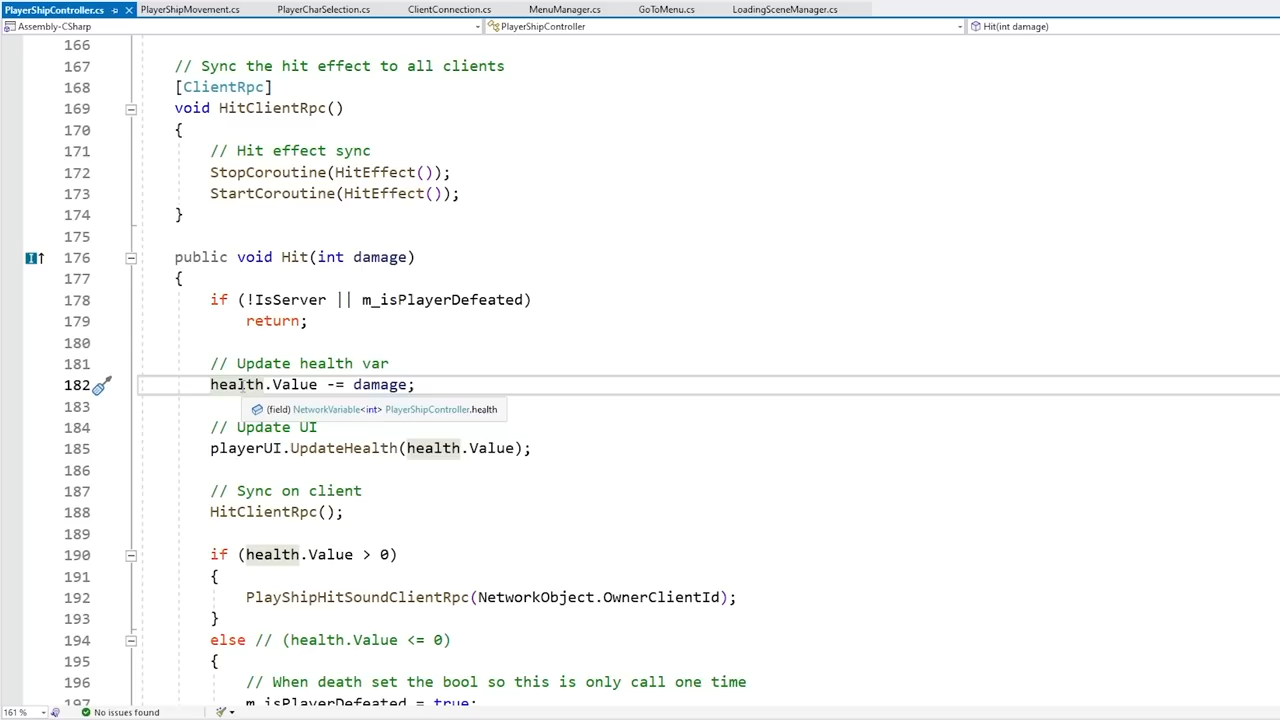 PlayerShipController.cs PlayerShipMovement.cs PlayerCharSelection.cs ClientConnection.cs MenuManager.cs GoToMenu.cs LoadingSceneManager.cs
Assembly-CSharp PlayerShipController Hit(int damage)
166
167 // Sync the hit effect to all clients
168 [ClientRpc]
169 void HitClientRpc()
170 {
171 // Hit effect sync
172 StopCoroutine(HitEffect());
173 StartCoroutine(HitEffect());
174 }
175
176 public void Hit(int damage)
177 {
178 if (!IsServer || m_isPlayerDefeated)
179 return;
180
181 // Update health var
182 health.Value -= damage;
183 (field) NetworkVariable<int> PlayerShipController.health
184 // Update UI
185 playerUI.UpdateHealth(health.Value);
186
187 // Sync on client
188 HitClientRpc();
189
190 if (health.Value > 0)
191 {
192 PlayShipHitSoundClientRpc(NetworkObject.OwnerClientId);
193 }
194 else // (health.Value <= 0)
195 {
196 // When death set the bool so this is only call one time
197 m_isPlayerDefeated = true;
161 % No issues found